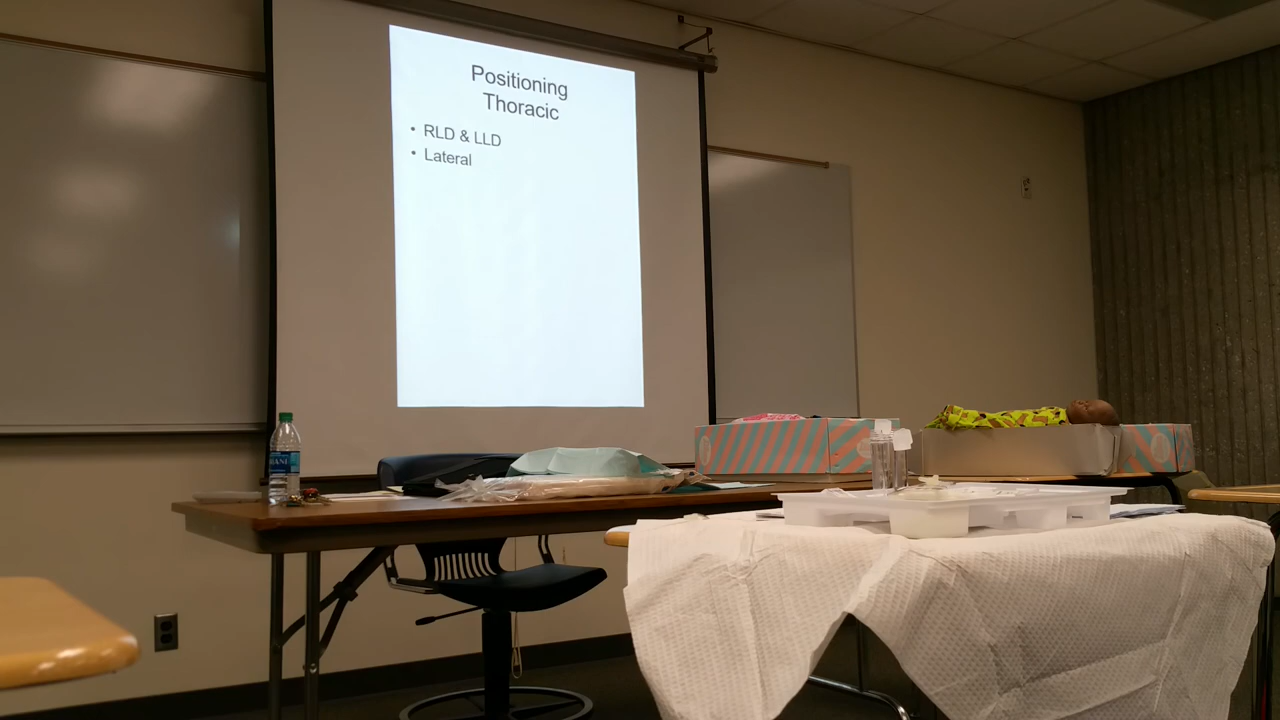 Positioning
Thoracic
• RLD & LLD
• Lateral